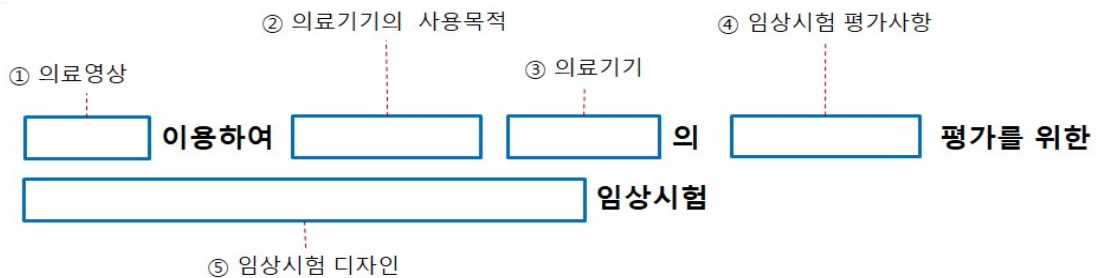 ② 의료기기의 사용목적
④ 임상시험 평가사항
① 의료영상
③ 의료기기
이용하여 의 평가를 위한
임상시험
⑤ 임상시험 디자인